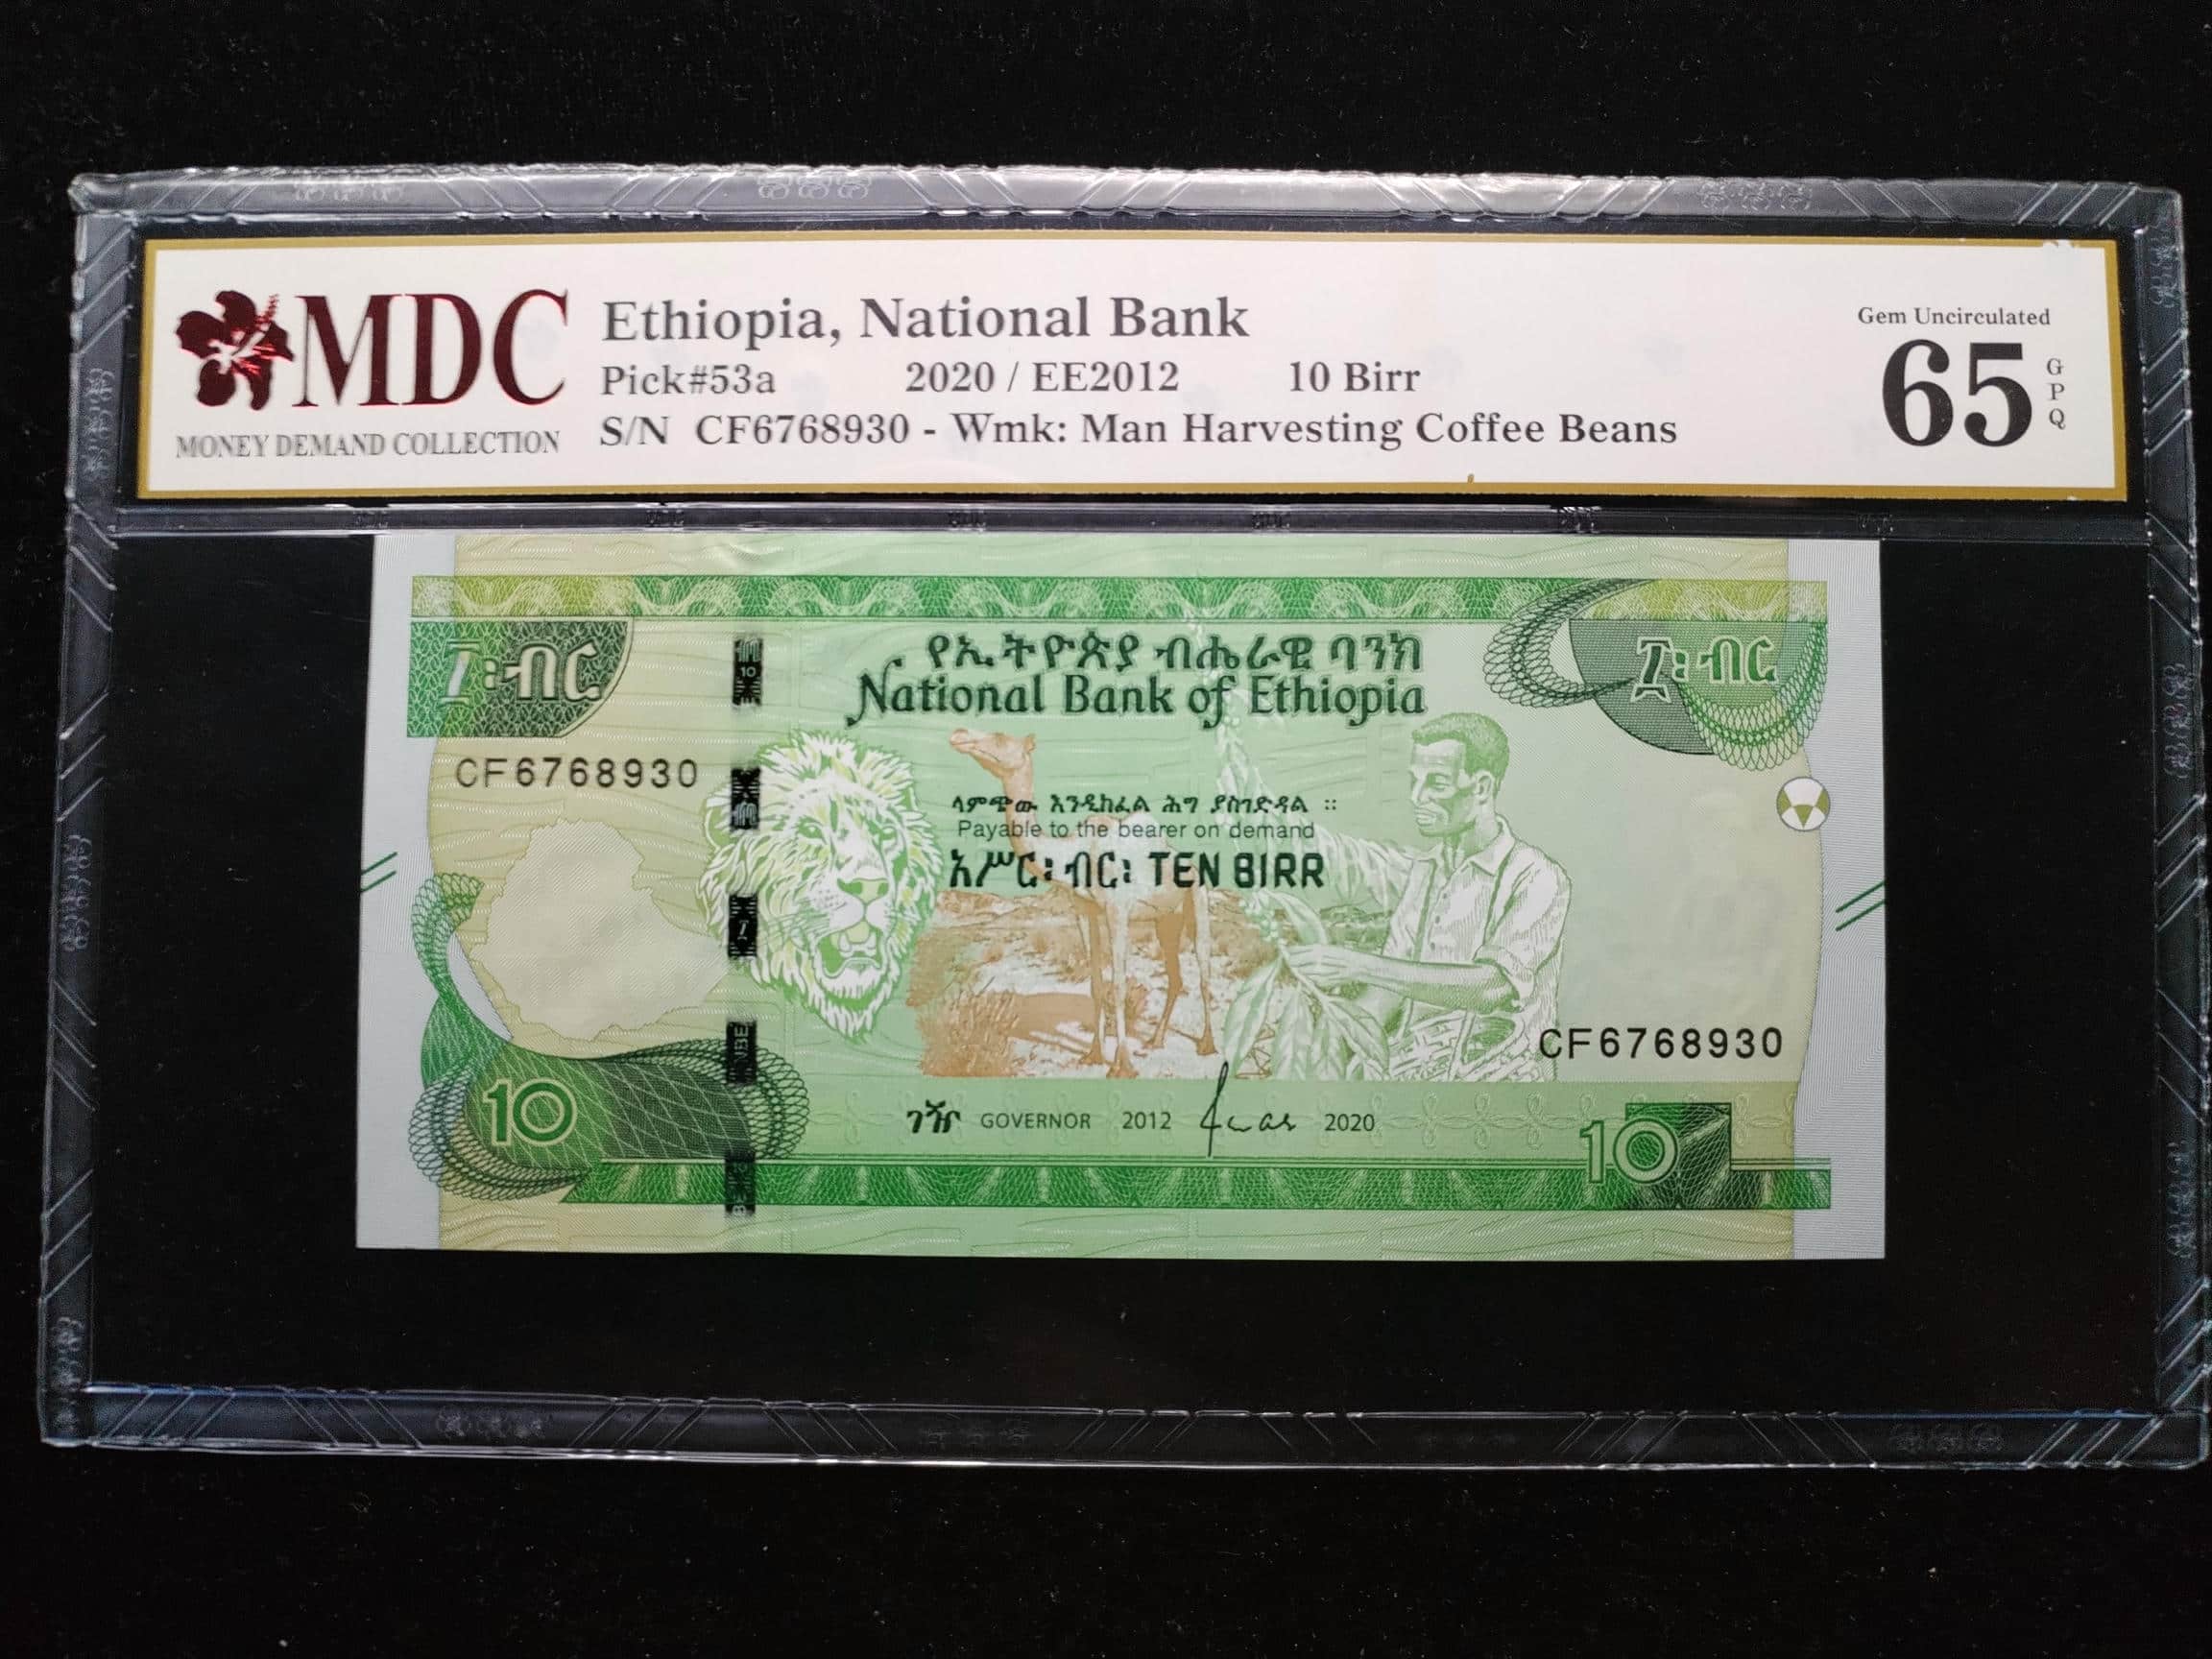 MDC
MONEY DEMAND COLLECTION
Ethiopia, National Bank
Pick#53a 2020 / EE2012 10 Birr
S/N CF6768930 - Wmk: Man Harvesting Coffee Beans
Gem Uncirculated
65
GPQ
፲፡ብር
የኢትዮጵያ ብሔራዊ ባንክ
National Bank of Ethiopia
፲፡ብር
10
CF6768930
ላምጭው እንዲከፈል ሕግ ያስገድዳል ፡፡
Payable to the bearer on demand
አሥር፡ ብር፡ TEN BIRR
፲
NBE
CF6768930
10
ገዥ GOVERNOR 2012 2020
10